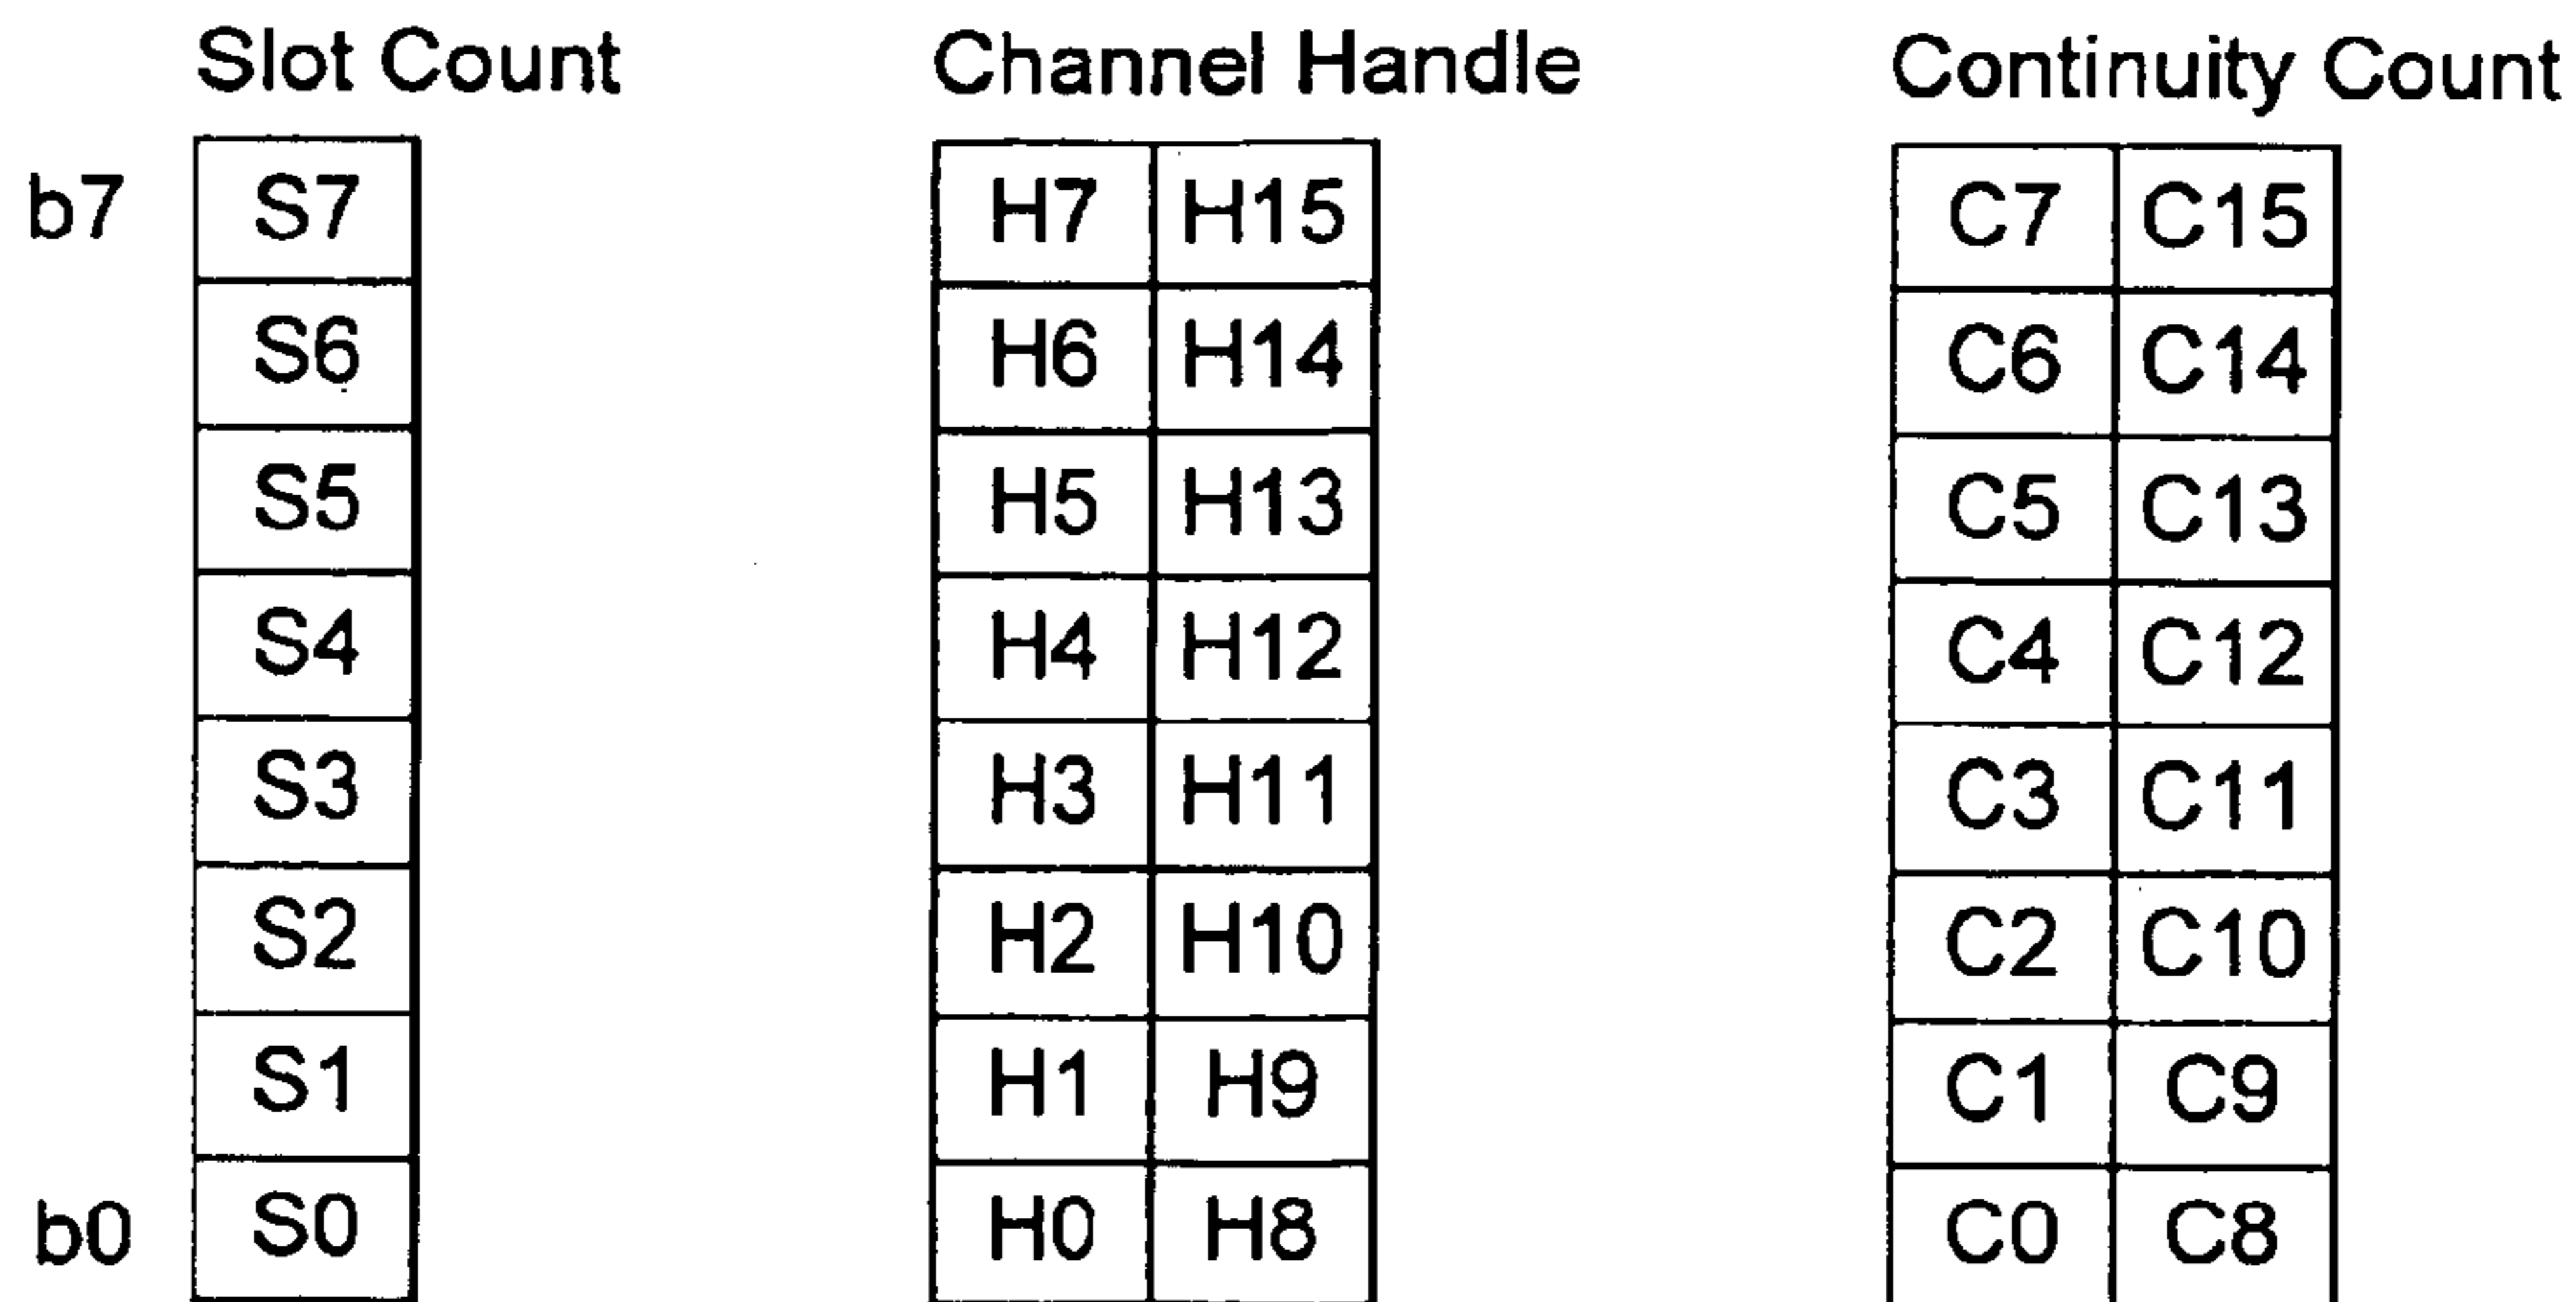 Slot Count Channel Handle Continuity Count
b7 S7 H7 H15 C7 C15
S6 H6 H14 C6 C14
S5 H5 H13 C5 C13
S4 H4 H12 C4 C12
S3 H3 H11 C3 C11
S2 H2 H10 C2 C10
S1 H1 H9 C1 C9
b0 S0 H0 H8 C0 C8